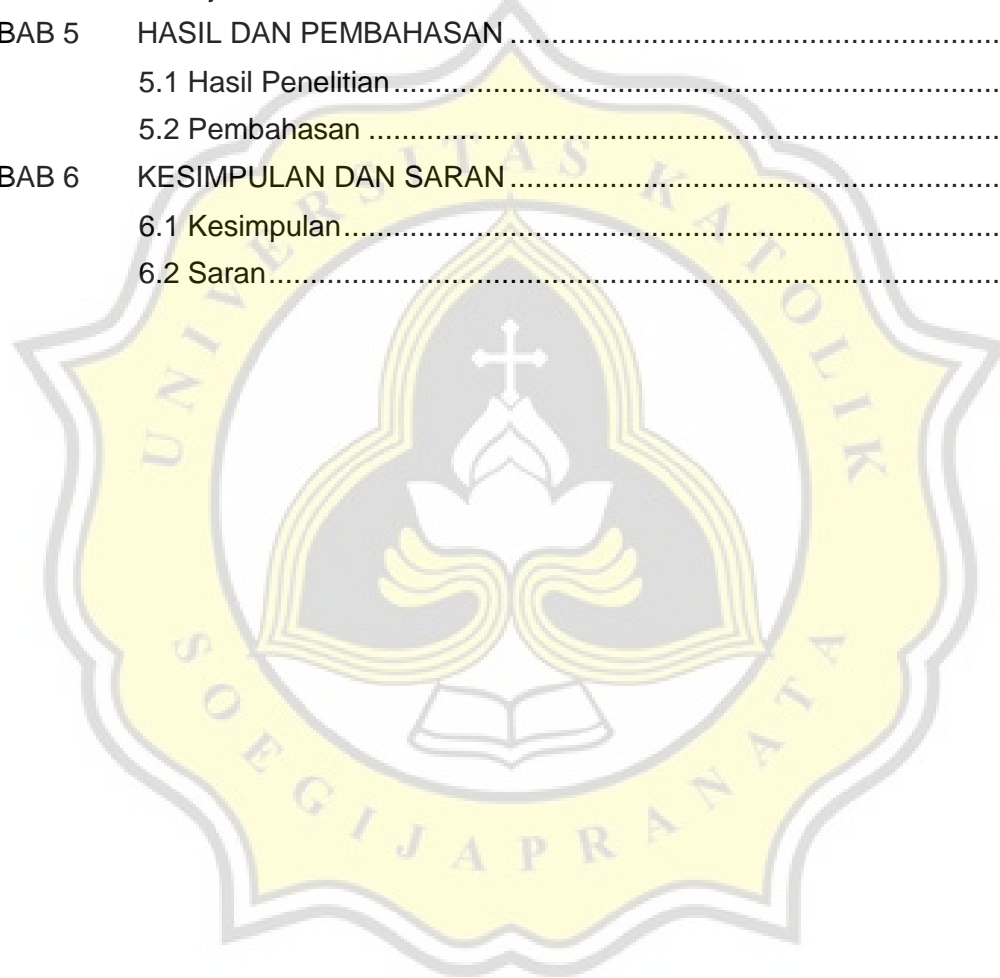 BAB 5 HASIL DAN PEMBAHASAN ..........................................................
5.1 Hasil Penelitian ..........................................................................
5.2 Pembahasan .............................................................................
BAB 6 KESIMPULAN DAN SARAN ..........................................................
6.1 Kesimpulan ................................................................................
6.2 Saran .........................................................................................
UNIVERSITAS KATOLIK
SOEGIJAPRANATA